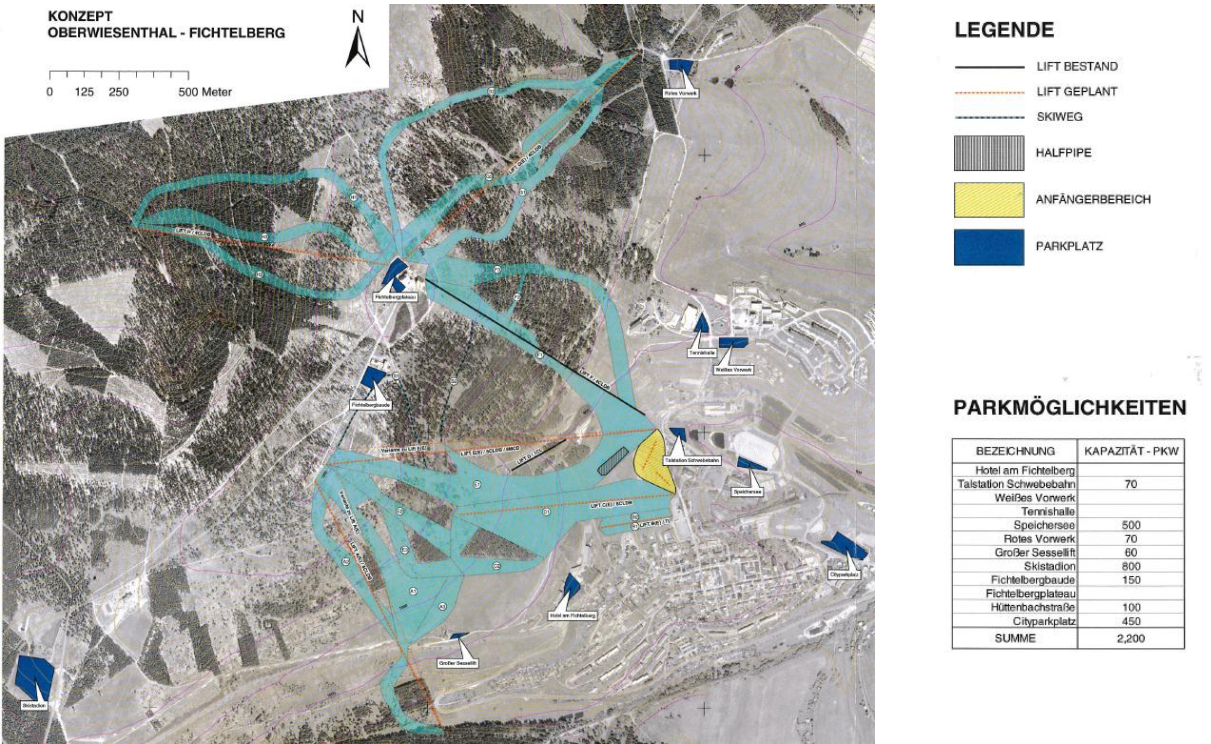 KONZEPT
OBERWIESENTHAL - FICHTELBERG
N
0 125 250 500 Meter
Rotes Vorwerk
Fichtelbergplateau
Tennishalle
Weißes Vorwerk
Fichtelbergbaude
Talstation Schwebebahn
Speichersee
Cityparkplatz
Hotel am Fichtelberg
Großer Sessellift
Skistadion
LEGENDE
LIFT BESTAND
LIFT GEPLANT
SKIWEG
HALFPIPE
ANFÄNGERBEREICH
PARKPLATZ
PARKMÖGLICHKEITEN
BEZEICHNUNG KAPAZITÄT - PKW
Hotel am Fichtelberg
Talstation Schwebebahn 70
Weißes Vorwerk
Tennishalle
Speichersee 500
Rotes Vorwerk 70
Großer Sessellift 60
Skistadion 800
Fichtelbergbaude 150
Fichtelbergplateau
Hüttenbachstraße 100
Cityparkplatz 450
SUMME 2,200